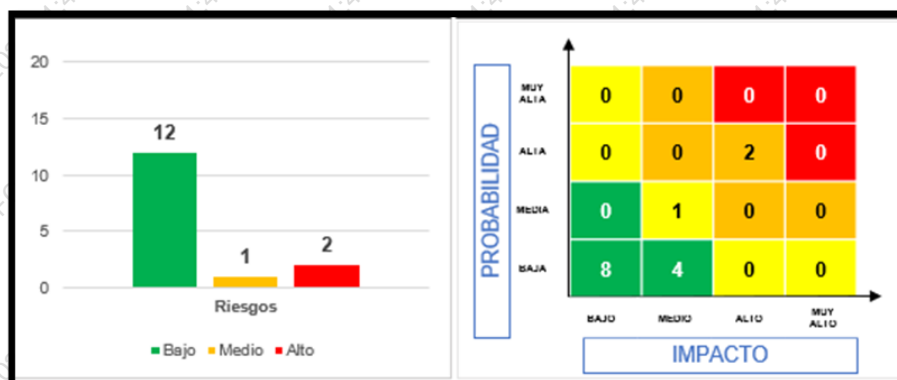 20
15
10
5
0
12
1
2
Riesgos
Bajo Medio Alto
PROBABILIDAD
MUY
ALTA
0 0 0 0
ALTA
0 0 2 0
MEDIA
0 1 0 0
BAJA
8 4 0 0
BAJO MEDIO ALTO MUY
ALTO
IMPACTO